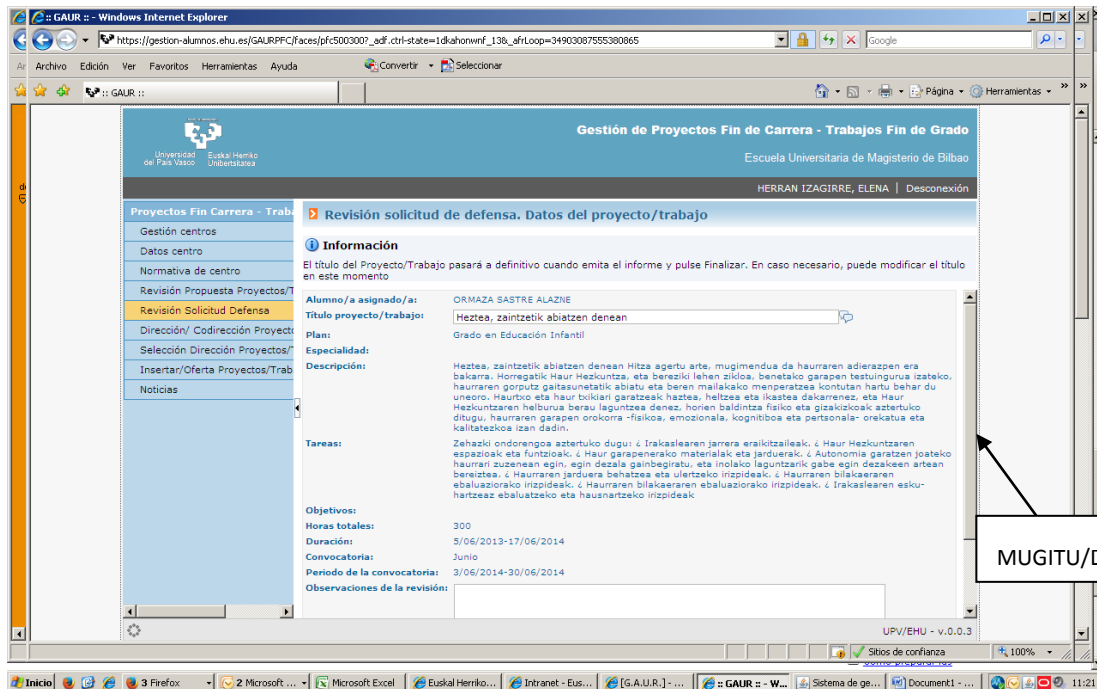 :: GAUR :: - Windows Internet Explorer
https://gestion-alumnos.ehu.es/GAURPFC/faces/pfc500300?_adf.ctrl-state=1dkahonwnf_13&_afrLoop=34903087555380865
Google
Archivo Edición Ver Favoritos Herramientas Ayuda
Convertir
Seleccionar
:: GAUR ::
Página
Herramientas
Universidad del País Vasco
Euskal Herriko Unibertsitatea
Gestión de Proyectos Fin de Carrera - Trabajos Fin de Grado
Escuela Universitaria de Magisterio de Bilbao
HERRAN IZAGIRRE, ELENA | Desconexión
Proyectos Fin Carrera - Traba
Gestión centros
Datos centro
Normativa de centro
Revisión Propuesta Proyectos/T
Revisión Solicitud Defensa
Dirección/ Codirección Proyecto
Selección Dirección Proyectos/
Insertar/Oferta Proyectos/Trab
Noticias
Revisión solicitud de defensa. Datos del proyecto/trabajo
Información
El título del Proyecto/Trabajo pasará a definitivo cuando emita el informe y pulse Finalizar. En caso necesario, puede modificar el título
en este momento
Alumno/a asignado/a: ORMAZA SASTRE ALAZNE
Título proyecto/trabajo: Heztea, zaintzetik abiatzen denean
Plan: Grado en Educación Infantil
Especialidad:
Descripción: Heztea, zaintzetik abiatzen denean Hitza agertu arte, mugimendua da haurraren adierazpen era
bakarra. Horregatik Haur Hezkuntza, eta bereziki lehen zikloa, benetako garapen testuingurua izateko,
haurraren gorputz gaitasunetatik abiatu eta beren mailakako menperatzea kontutan hartu behar du
uneoro. Haurtxo eta haur txikiari garatzeak haztea, heltzea eta ikastea dakarrenez, eta Haur
Hezkuntzaren helburua berau laguntzea denez, horien baldintza fisiko eta gizakizkoak aztertuko
ditugu, haurraren garapen orokorra -fisikoa, emozionala, kognitiboa eta pertsonala- orekatua eta
kalitatezkoa izan dadin.
Tareas: Zehazki ondorengoa aztertuko dugu: ¿ Irakaslearen jarrera eraikitzaileak. ¿ Haur Hezkuntzaren
espazioak eta funtzioak. ¿ Haur garapenerako materialak eta jarduerak. ¿ Autonomia garatzen joateko
haurrari zuzenean egin, egin dezala gainbegiratu, eta inolako laguntzarik gabe egin dezakeen artean
bereiztea. ¿ Haurraren jarduera behatzea eta ulertzeko irizpideak. ¿ Haurraren bilakaeraren
ebaluaziorako irizpideak. ¿ Haurraren bilakaeraren ebaluaziorako irizpideak. ¿ Irakaslearen esku-
hartzeaz ebaluatzeko eta hausnartzeko irizpideak
Objetivos:
Horas totales: 300
Duración: 5/06/2013-17/06/2014
Convocatoria: Junio
Periodo de la convocatoria: 3/06/2014-30/06/2014
Observaciones de la revisión:
MUGITU/D
UPV/EHU - v.0.0.3
Sitios de confianza
100%
Inicio
3 Firefox
2 Microsoft ...
Microsoft Excel
Euskal Herriko...
Intranet - Eus...
[G.A.U.R.] - ...
:: GAUR :: - W...
Sistema de ge...
Document1 - ...
11:21